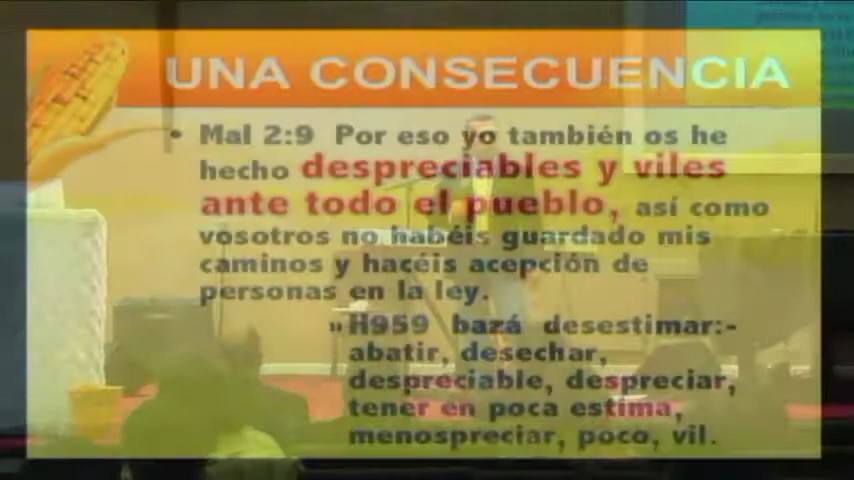 UNA CONSECUENCIA
• Mal 2:9 Por eso yo también os he
hecho despreciables y viles
ante todo el pueblo, así como
vosotros no habéis guardado mis
caminos y hacéis acepción de
personas en la ley.
» H959 bazá desestimar:-
abatir, desechar,
despreciable, despreciar,
tener en poca estima,
menospreciar, poco, vil.